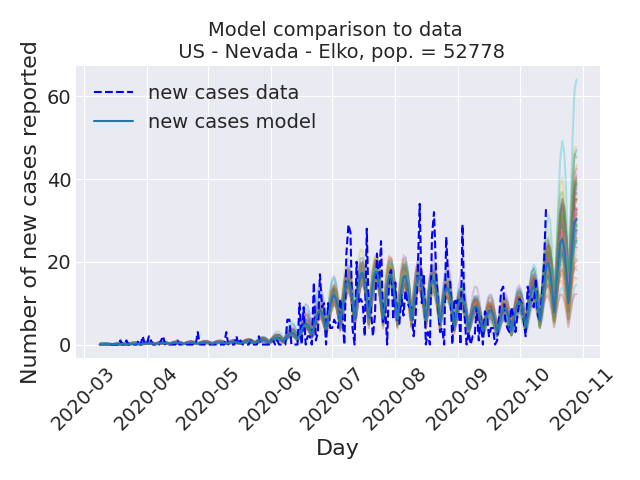 Model comparison to data
US - Nevada - Elko, pop. = 52778
new cases data
new cases model
Number of new cases reported
60
40
20
0
2020-03
2020-04
2020-05
2020-06
2020-07
2020-08
2020-09
2020-10
2020-11
Day